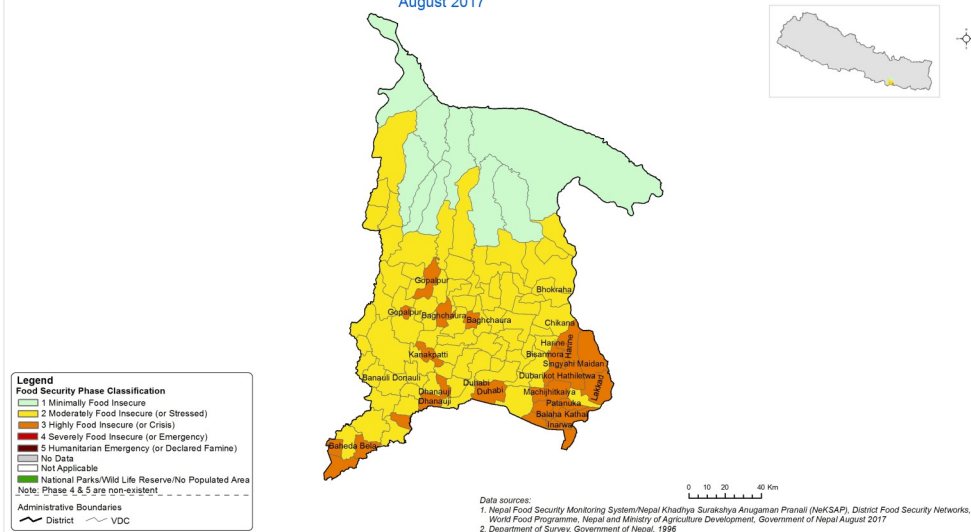 August 2017
Gopalpur
Bhokraha
Gopalpur
Baghchaura
Baghchaura
Chikana
Harine
Harine
Kanakpatti
Bisanmora
Singyahi Maidan
Banauli Donauli
Duhabi
Dubarikot Hathiletwa
Lakkad
Dhanauji
Duhabi
Machijhitkaiya
Dhanauji
Patanuka
Balaha Kathal
Inarwa
Baheda Bela
Legend
Food Security Phase Classification
1 Minimally Food Insecure
2 Moderately Food Insecure (or Stressed)
3 Highly Food Insecure (or Crisis)
4 Severely Food Insecure (or Emergency)
5 Humanitarian Emergency (or Declared Famine)
No Data
Not Applicable
National Parks/Wild Life Reserve/No Populated Area
Note: Phase 4 & 5 are non-existent
Administrative Boundaries
District VDC
0 10 20 40 Km
Data sources:
1. Nepal Food Security Monitoring System/Nepal Khadhya Surakshya Anugaman Pranali (NeKSAP), District Food Security Networks,
World Food Programme, Nepal and Ministry of Agriculture Development, Government of Nepal August 2017
2. Department of Survey, Government of Nepal, 1996